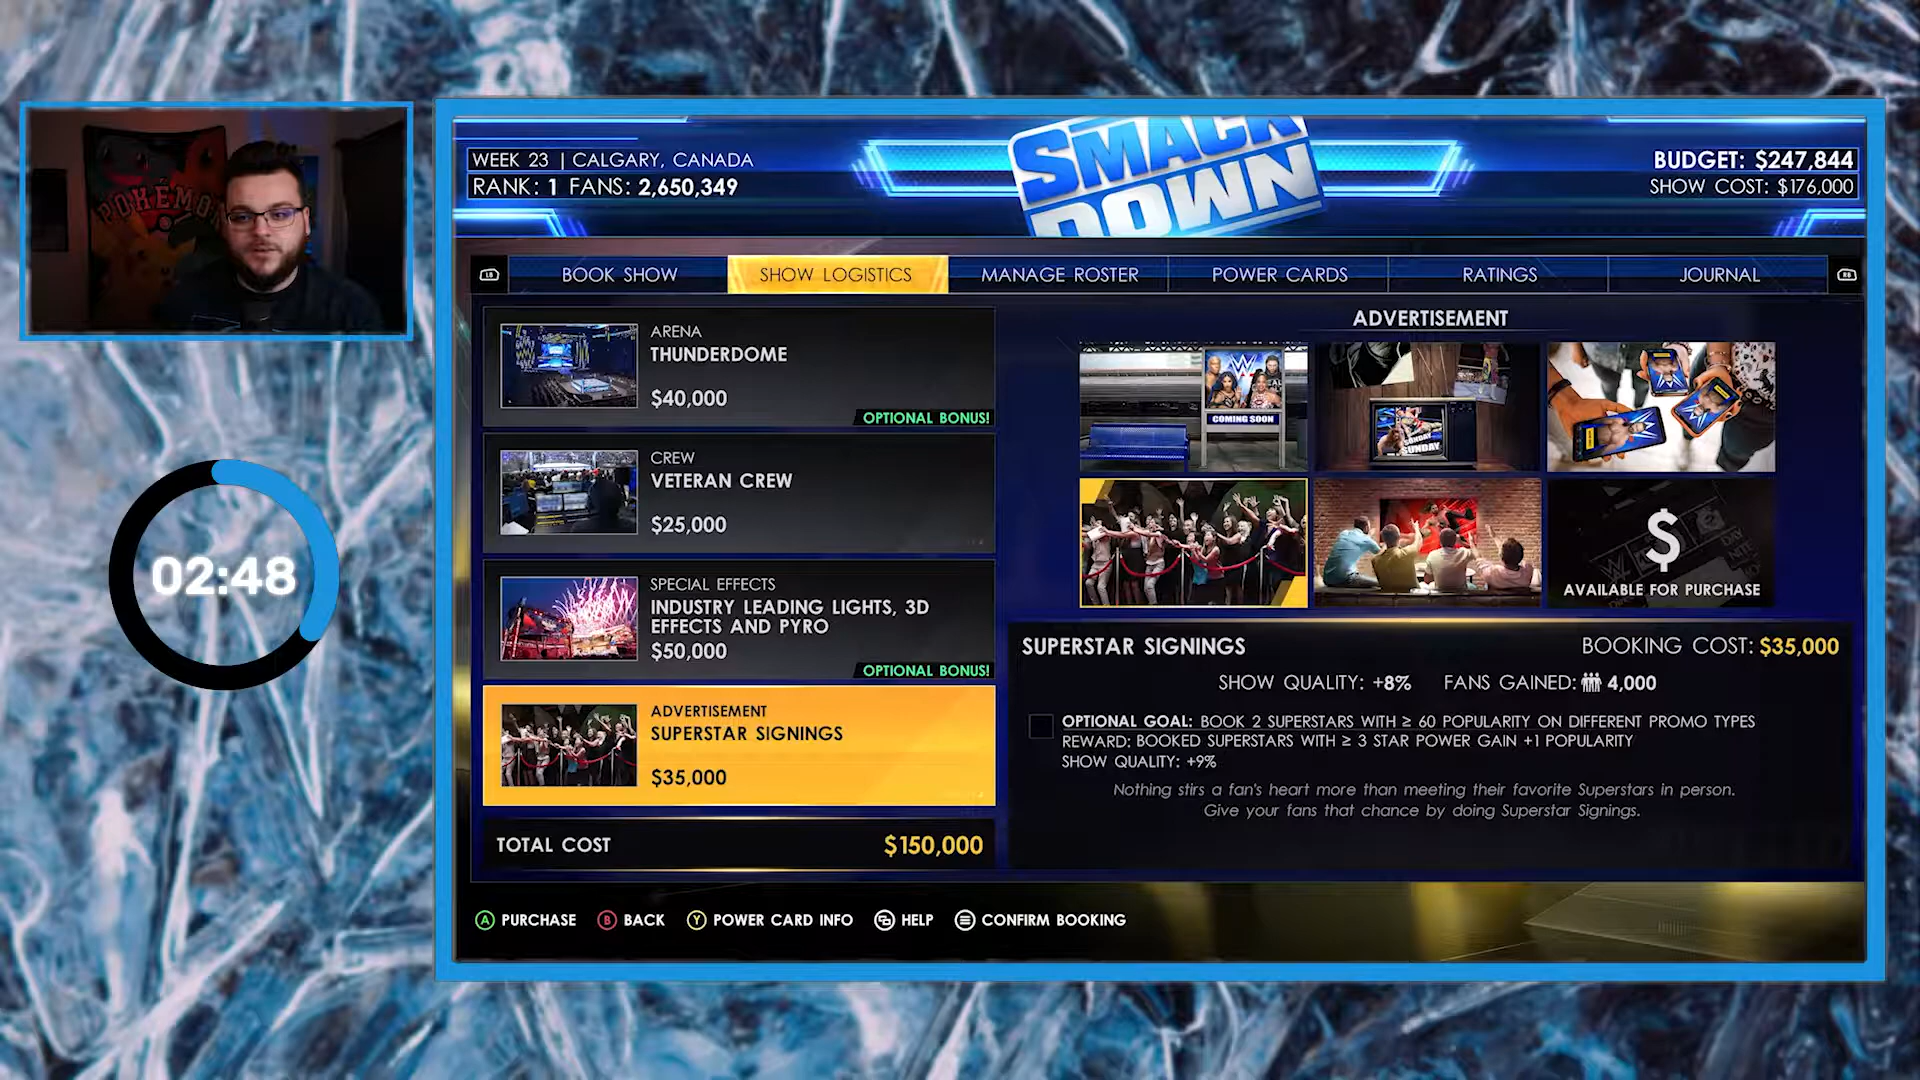 POKÉMON
02:48
WEEK 23 | CALGARY, CANADA
RANK: 1 FANS: 2,650,349
SMACK
DOWN
BUDGET: $247,844
SHOW COST: $176,000
LB
BOOK SHOW
SHOW LOGISTICS
MANAGE ROSTER
POWER CARDS
RATINGS
JOURNAL
RB
ARENA
THUNDERDOME
$40,000
OPTIONAL BONUS!
CREW
VETERAN CREW
$25,000
SPECIAL EFFECTS
INDUSTRY LEADING LIGHTS, 3D
EFFECTS AND PYRO
$50,000
OPTIONAL BONUS!
ADVERTISEMENT
SUPERSTAR SIGNINGS
$35,000
TOTAL COST
$150,000
ADVERTISEMENT
COMING SOON
SUNDAY
SUNDAY
$
AVAILABLE FOR PURCHASE
SUPERSTAR SIGNINGS
BOOKING COST: $35,000
SHOW QUALITY: +8% FANS GAINED: 4,000
OPTIONAL GOAL: BOOK 2 SUPERSTARS WITH ≥ 60 POPULARITY ON DIFFERENT PROMO TYPES
REWARD: BOOKED SUPERSTARS WITH ≥ 3 STAR POWER GAIN +1 POPULARITY
SHOW QUALITY: +9%
Nothing stirs a fan's heart more than meeting their favorite Superstars in person.
Give your fans that chance by doing Superstar Signings.
A PURCHASE
B BACK
Y POWER CARD INFO
HELP
CONFIRM BOOKING